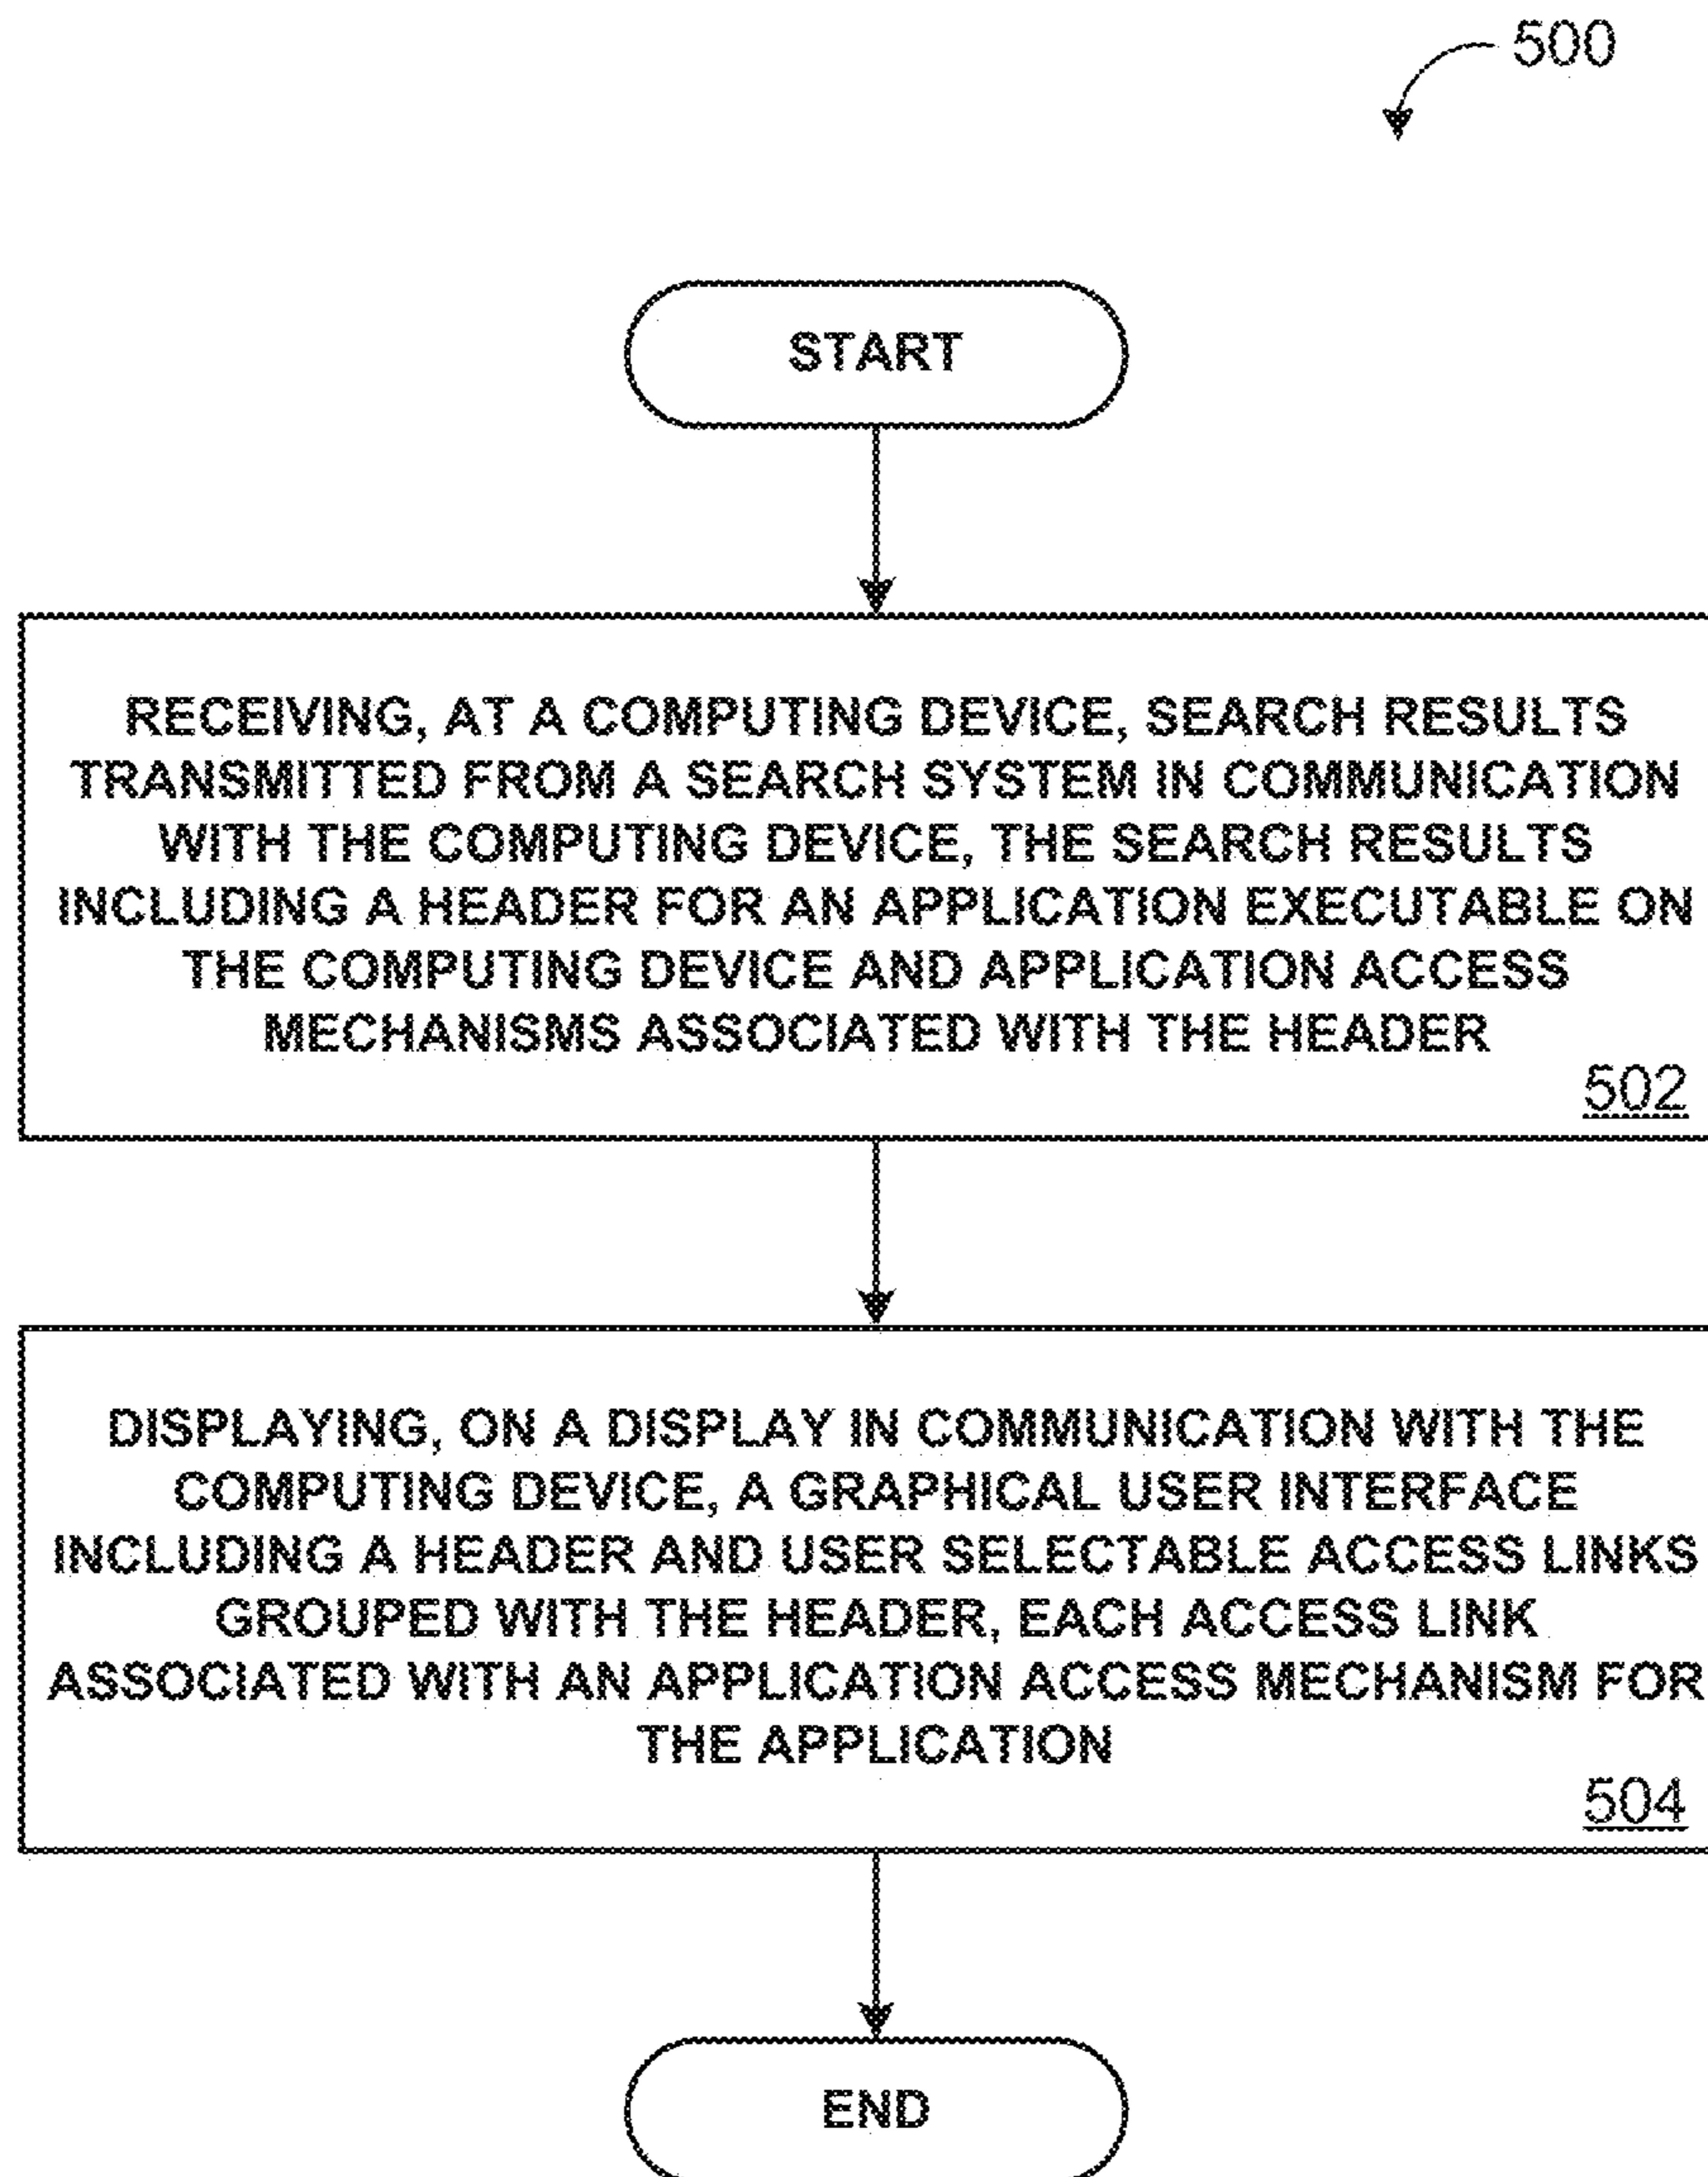 500
START
RECEIVING, AT A COMPUTING DEVICE, SEARCH RESULTS
TRANSMITTED FROM A SEARCH SYSTEM IN COMMUNICATION
WITH THE COMPUTING DEVICE, THE SEARCH RESULTS
INCLUDING A HEADER FOR AN APPLICATION EXECUTABLE ON
THE COMPUTING DEVICE AND APPLICATION ACCESS
MECHANISMS ASSOCIATED WITH THE HEADER
502
DISPLAYING, ON A DISPLAY IN COMMUNICATION WITH THE
COMPUTING DEVICE, A GRAPHICAL USER INTERFACE
INCLUDING A HEADER AND USER SELECTABLE ACCESS LINKS
GROUPED WITH THE HEADER, EACH ACCESS LINK
ASSOCIATED WITH AN APPLICATION ACCESS MECHANISM FOR
THE APPLICATION
504
END